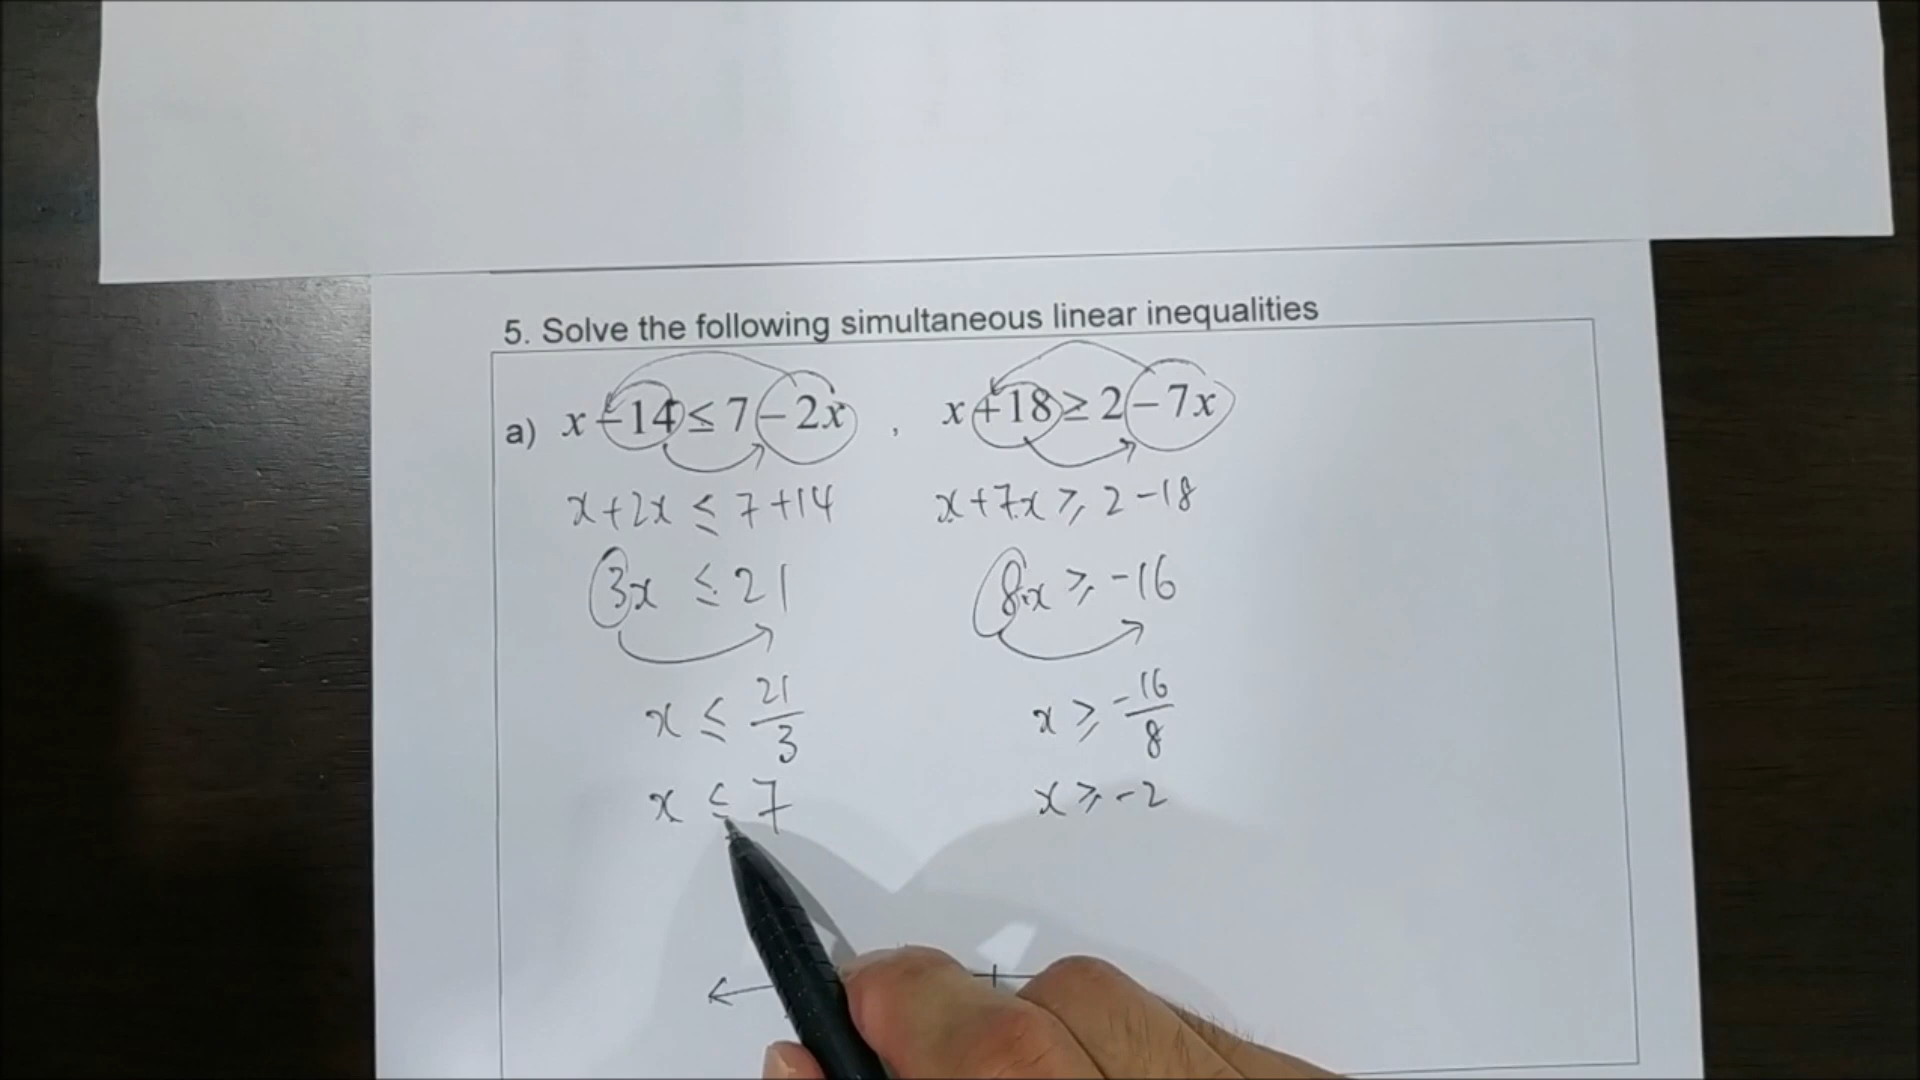 5. Solve the following simultaneous linear inequalities
a) x − 14 ≤ 7 − 2x , x + 18 ≥ 2 − 7x
x + 2x ≤ 7 + 14 x + 7x ≥ 2 − 18
3x ≤ 21 8x ≥ −16
x ≤ 21/3 x ≥ −16/8
x ≤ 7 x ≥ −2